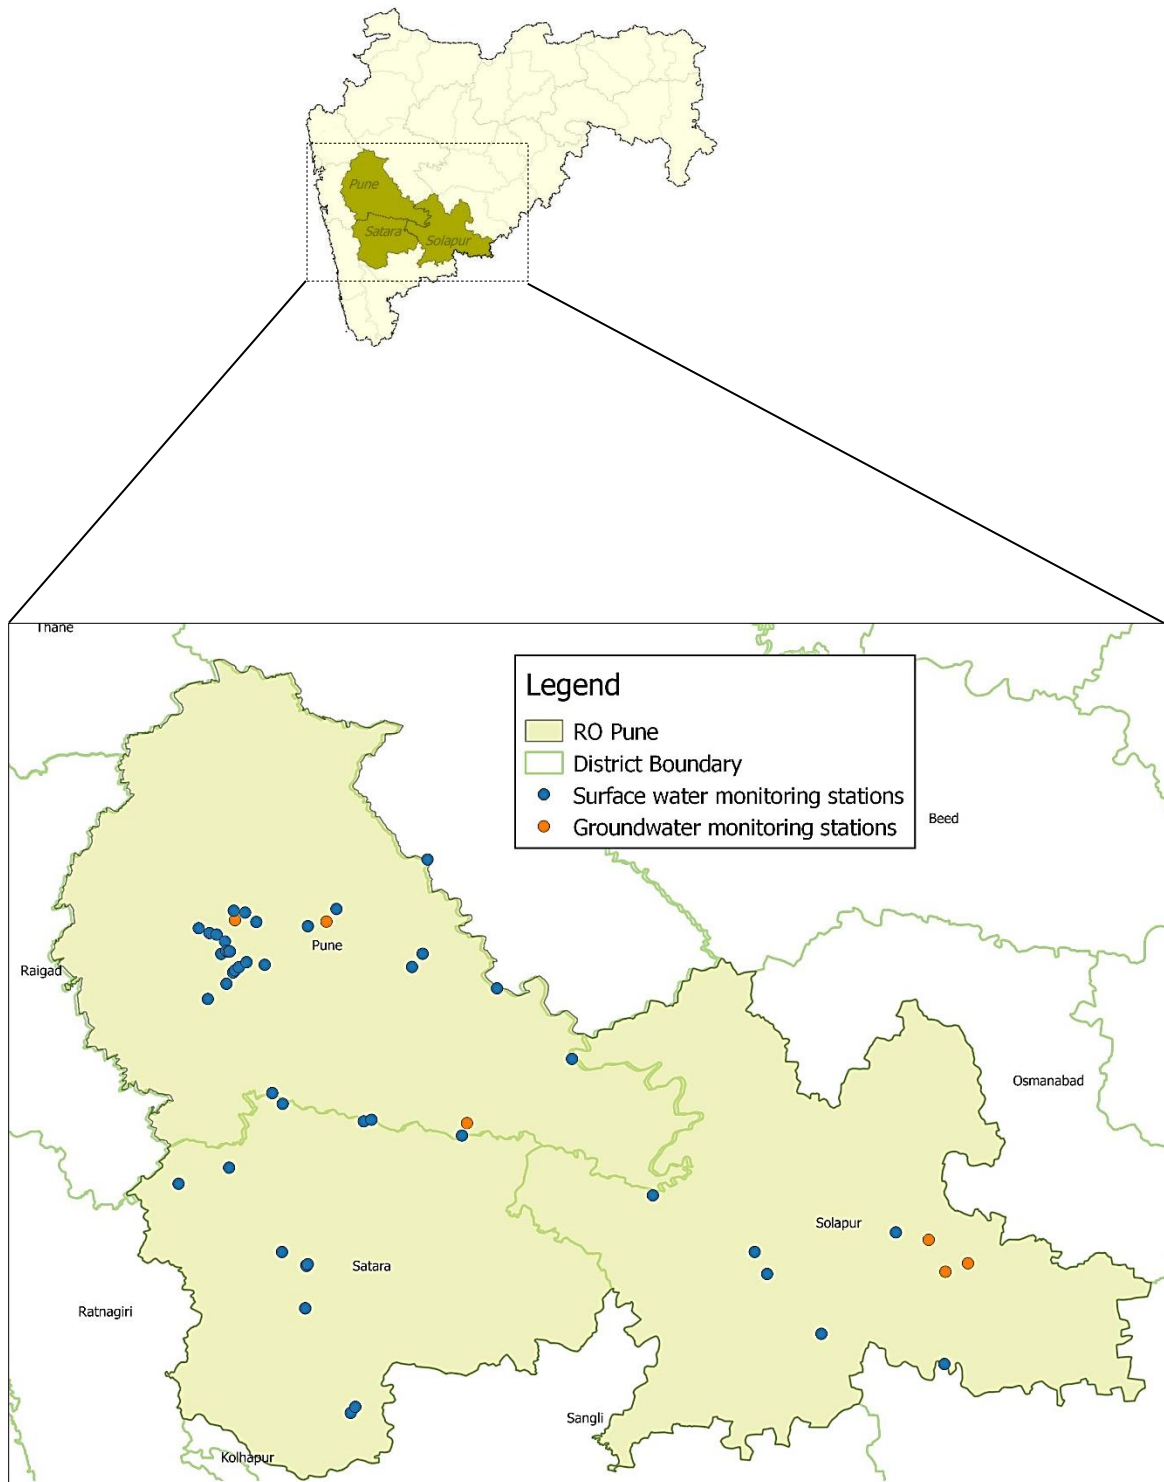 Pune
Satara
Solapur
Thane
Legend
RO Pune
District Boundary
Surface water monitoring stations
Groundwater monitoring stations
Beed
Pune
Raigad
Osmanabad
Solapur
Satara
Ratnagiri
Sangli
Kolhapur